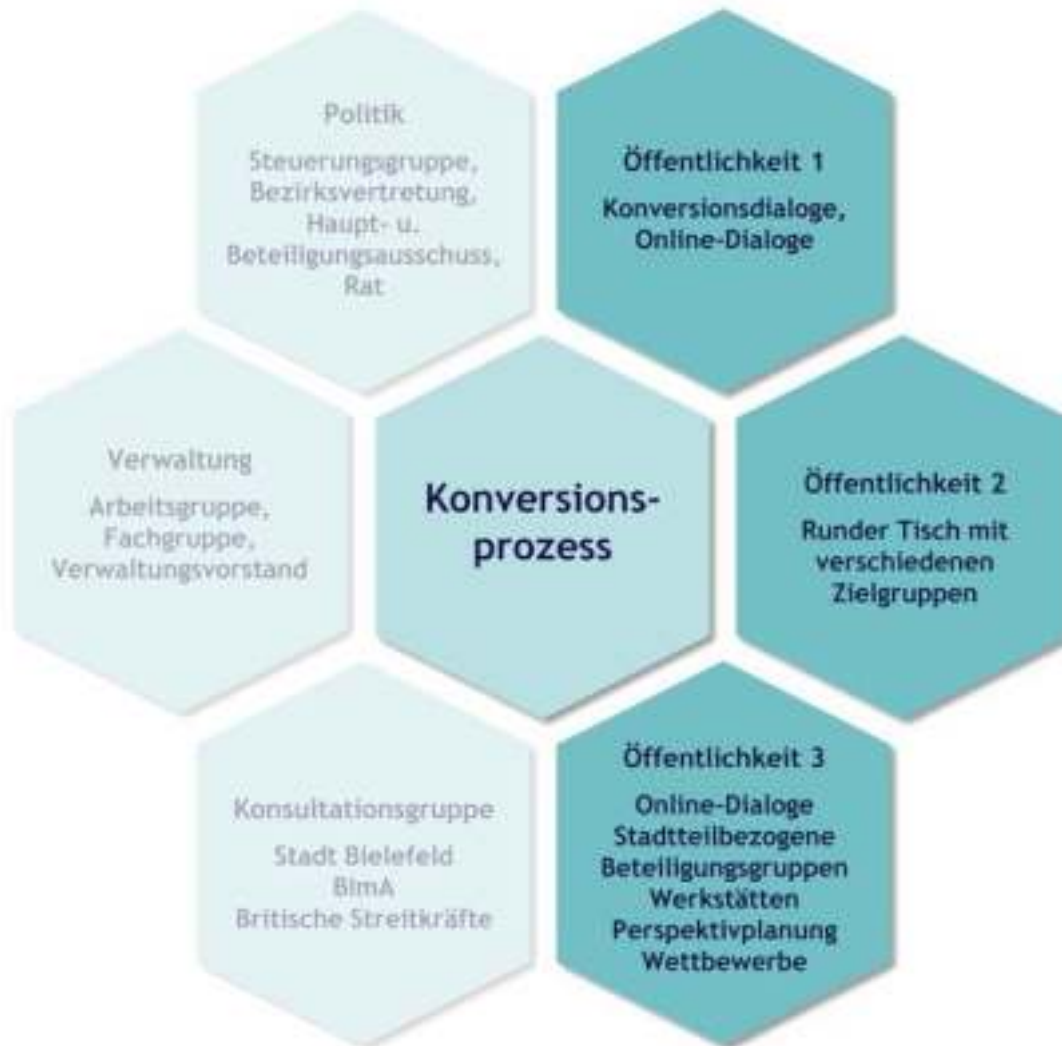 Politik
Steuerungsgruppe,
Bezirksvertretung,
Haupt- u.
Beteiligungsausschuss,
Rat
Öffentlichkeit 1
Konversionsdialoge,
Online-Dialoge
Verwaltung
Arbeitsgruppe,
Fachgruppe,
Verwaltungsvorstand
Konversions-
prozess
Öffentlichkeit 2
Runder Tisch mit
verschiedenen
Zielgruppen
Konsultationsgruppe
Stadt Bielefeld
BImA
Britische Streitkräfte
Öffentlichkeit 3
Online-Dialoge
Stadtteilbezogene
Beteiligungsgruppen
Werkstätten
Perspektivplanung
Wettbewerbe